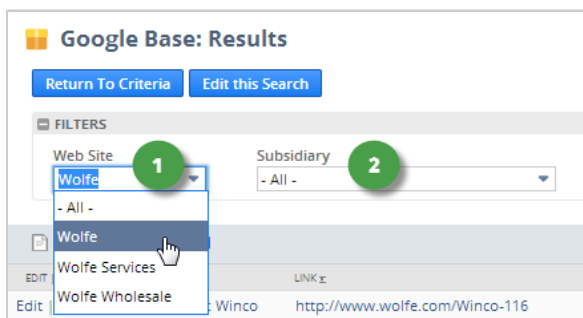 Google Base: Results
Return To Criteria Edit this Search
FILTERS
Web Site 1 Subsidiary 2
Wolfe - All -
- All -
Wolfe
Wolfe Services
Wolfe Wholesale
EDIT | LINK
Edit | : Winco http://www.wolfe.com/Winco-116